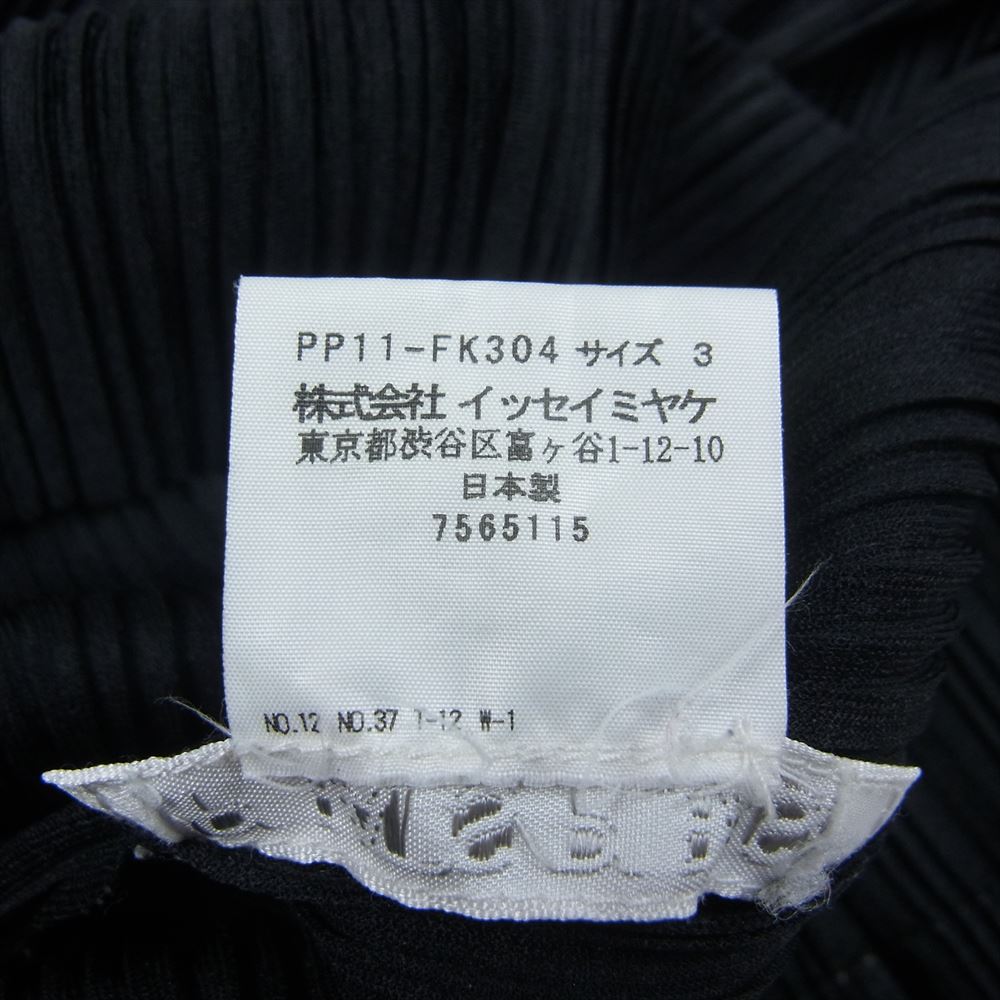 PP11-FK304 サイズ 3
株式会社 イッセイミヤケ
東京都渋谷区富ヶ谷1-12-10
日本製
7565115
NO.12 NO.37 T-12 W-1